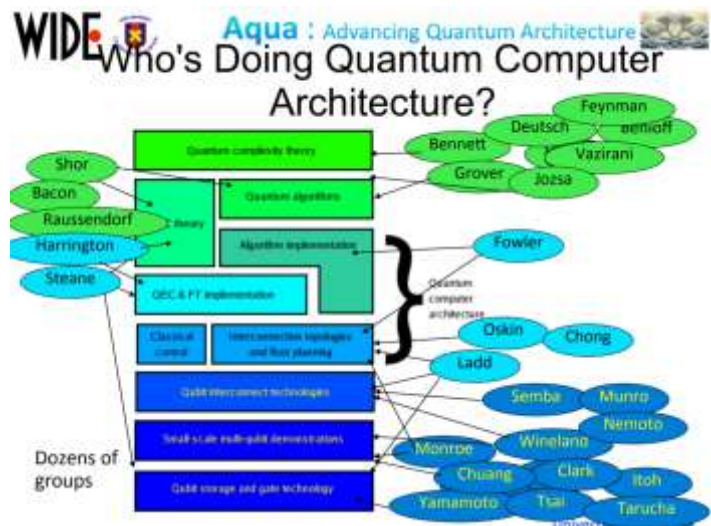 WIDE
Aqua : Advancing Quantum Architecture
Who's Doing Quantum Computer
Architecture?
Feynman
Deutsch
Benioff
Bennett
Vazirani
Grover
Jozsa
Shor
Bacon
Raussendorf
Harrington
Steane
Quantum complexity theory
Quantum algorithms
theory
Algorithm implementation
QEC & FT implementation
Classical
control
Interconnection topologies
and floor planning
Quantum
computer
architecture
Fowler
Oskin
Chong
Ladd
Qubit interconnect technologies
Semba
Munro
Nemoto
Small-scale multi-qubit demonstrations
Monroe
Wineland
Dozens of
groups
Chuang
Clark
Itoh
Qubit storage and gate technology
Yamamoto
Tsai
Tarucha